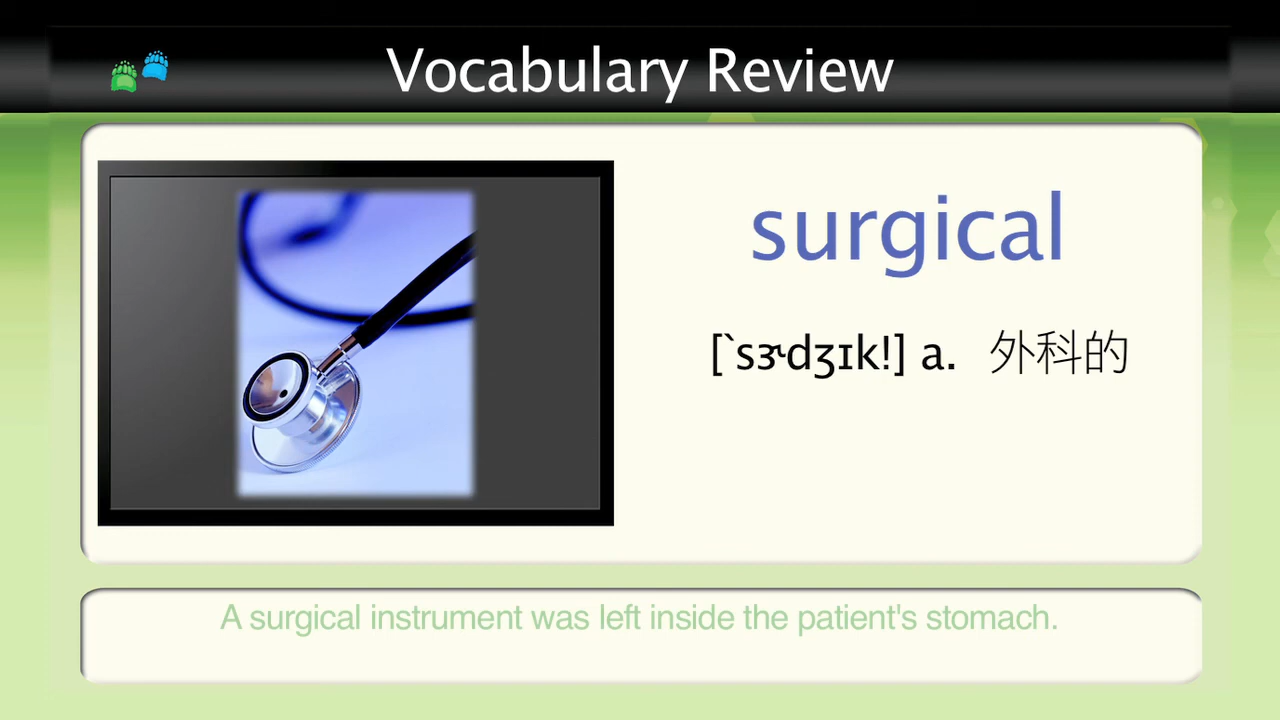 Vocabulary Review
surgical
[ˋsɝdʒɪk!] a. 外科的
A surgical instrument was left inside the patient's stomach.